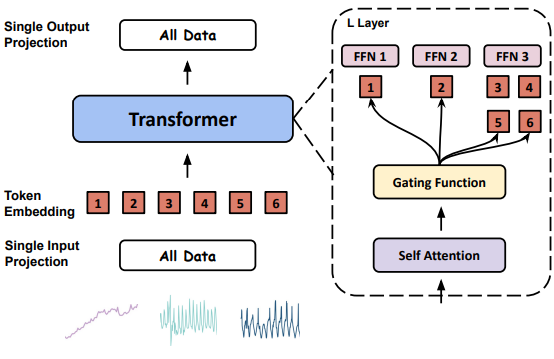 Single Output
Projection
All Data
Transformer
Token
Embedding
1 2 3 4 5 6
Single Input
Projection
All Data
L Layer
FFN 1 FFN 2 FFN 3
1 2 3 4
5 6
Gating Function
Self Attention